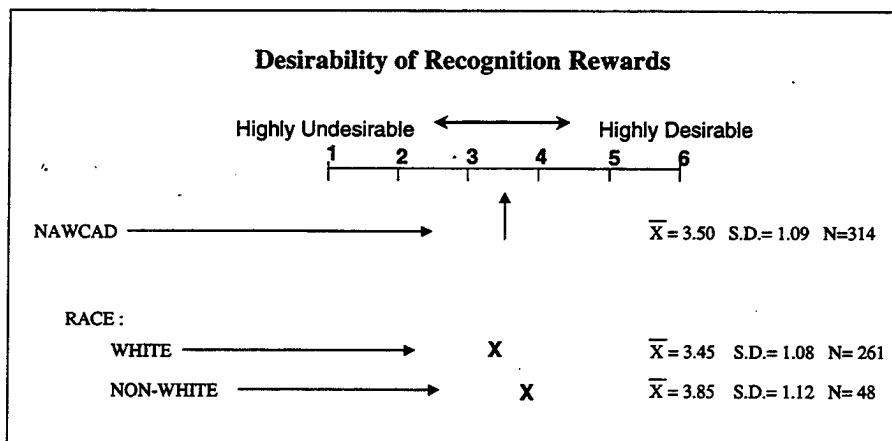 Desirability of Recognition Rewards
Highly Undesirable Highly Desirable
1 2 3 4 5 6
NAWCAD X̅ = 3.50 S.D.= 1.09 N=314
RACE :
WHITE X X̅ = 3.45 S.D.= 1.08 N= 261
NON-WHITE X X̅ = 3.85 S.D.= 1.12 N= 48